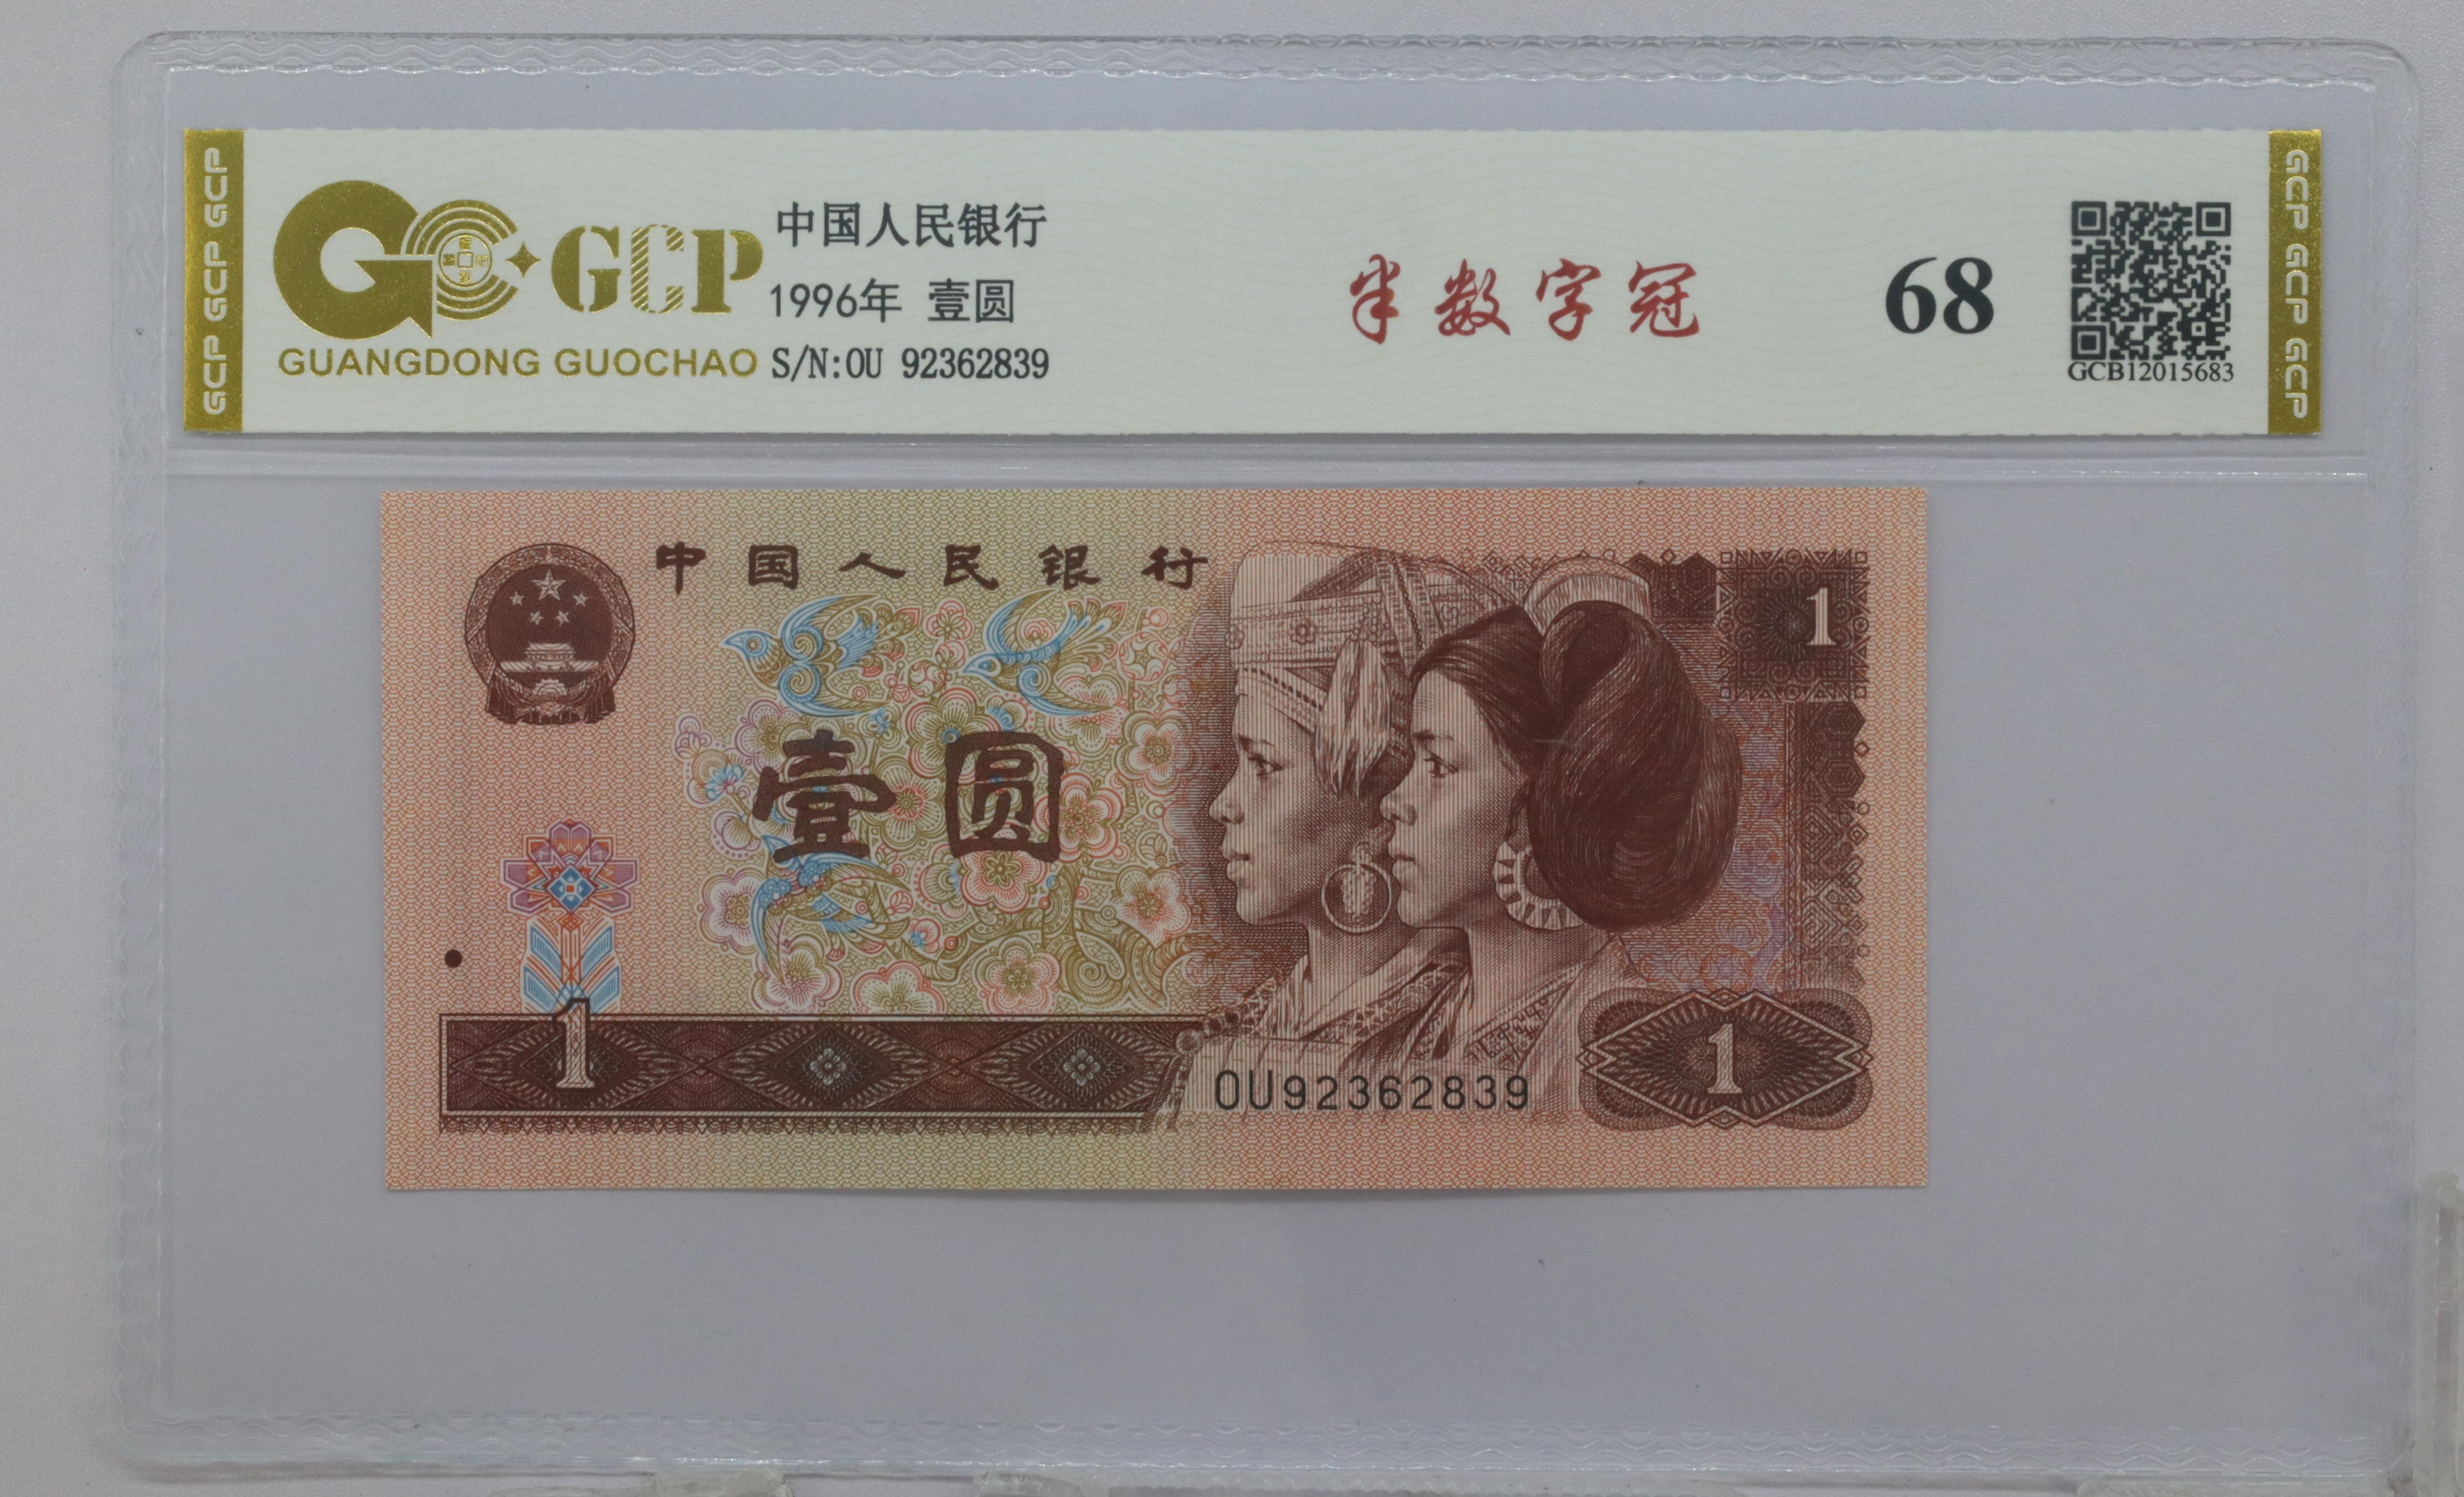 GCP GCP GCP
GCP
GUANGDONG GUOCHAO
中国人民银行
1996年 壹圆
S/N:OU 92362839
半数字冠
68
GCB12015683
GCP GCP GCP
中国人民银行
1
壹圆
1
OU92362839
1